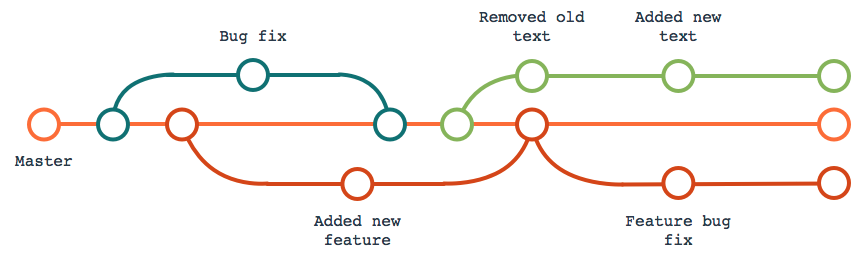 Bug fix
Removed old
text
Added new
text
Master
Added new
feature
Feature bug
fix